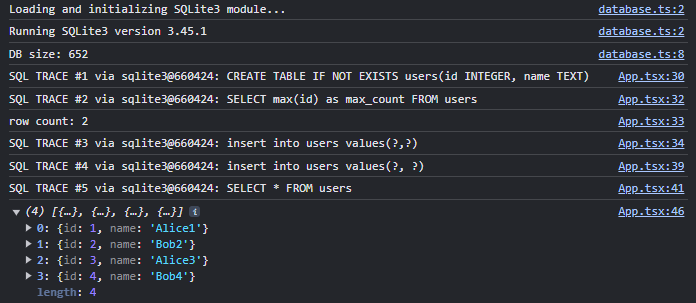 Loading and initializing SQLite3 module... database.ts:2
Running SQLite3 version 3.45.1 database.ts:2
DB size: 652 database.ts:8
SQL TRACE #1 via sqlite3@660424: CREATE TABLE IF NOT EXISTS users(id INTEGER, name TEXT) App.tsx:30
SQL TRACE #2 via sqlite3@660424: SELECT max(id) as max_count FROM users App.tsx:32
row count: 2 App.tsx:33
SQL TRACE #3 via sqlite3@660424: insert into users values(?,?) App.tsx:34
SQL TRACE #4 via sqlite3@660424: insert into users values(?, ?) App.tsx:39
SQL TRACE #5 via sqlite3@660424: SELECT * FROM users App.tsx:41
(4) [{…}, {…}, {…}, {…}] i App.tsx:46
0: {id: 1, name: 'Alice1'}
1: {id: 2, name: 'Bob2'}
2: {id: 3, name: 'Alice3'}
3: {id: 4, name: 'Bob4'}
length: 4